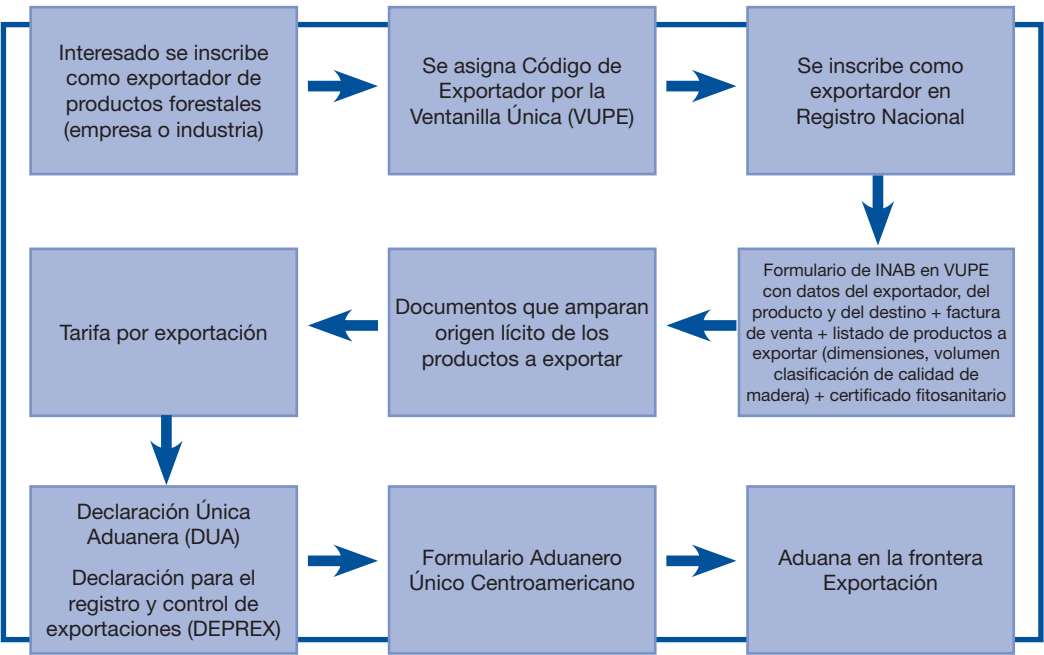 Interesado se inscribe
como exportador de
productos forestales
(empresa o industria)
Se asigna Código de
Exportador por la
Ventanilla Única (VUPE)
Se inscribe como
exportardor en
Registro Nacional
Formulario de INAB en VUPE
con datos del exportador, del
producto y del destino + factura
de venta + listado de productos a
exportar (dimensiones, volumen
clasificación de calidad de
madera) + certificado fitosanitario
Documentos que amparan
origen lícito de los
productos a exportar
Tarifa por exportación
Declaración Única
Aduanera (DUA)
Declaración para el
registro y control de
exportaciones (DEPREX)
Formulario Aduanero
Único Centroamericano
Aduana en la frontera
Exportación